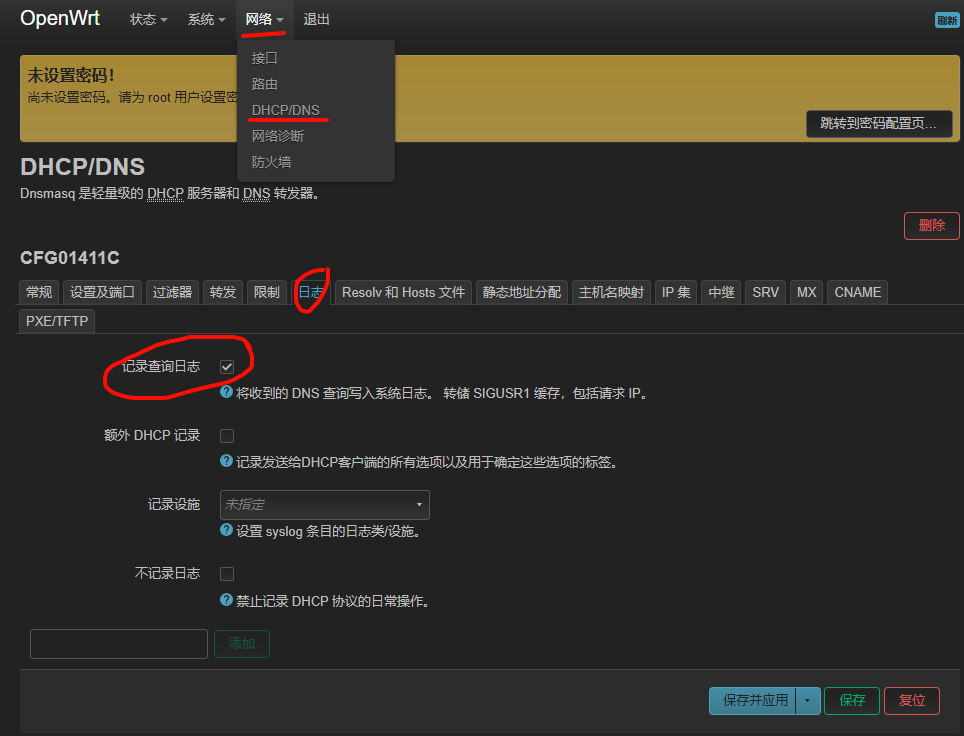 OpenWrt 状态 系统 网络 退出 刷新
接口
路由
DHCP/DNS
网络诊断
防火墙
未设置密码！
尚未设置密码。请为 root 用户设置密
跳转到密码配置页…
DHCP/DNS
Dnsmasq 是轻量级的 DHCP 服务器和 DNS 转发器。
删除
CFG01411C
常规 设置及端口 过滤器 转发 限制 日志 Resolv 和 Hosts 文件 静态地址分配 主机名映射 IP 集 中继 SRV MX CNAME
PXE/TFTP
记录查询日志
将收到的 DNS 查询写入系统日志。 转储 SIGUSR1 缓存，包括请求 IP。
额外 DHCP 记录
记录发送给DHCP客户端的所有选项以及用于确定这些选项的标签。
记录设施 未指定
设置 syslog 条目的日志类/设施。
不记录日志
禁止记录 DHCP 协议的日常操作。
添加
保存并应用 保存 复位